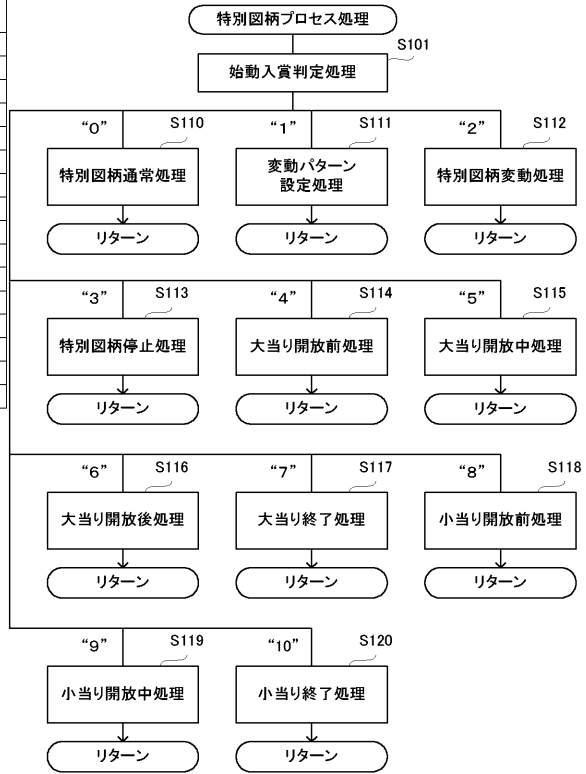 特別図柄プロセス処理
S101
始動入賞判定処理
“0”
S110
“1”
S111
“2”
S112
特別図柄通常処理
変動パターン
設定処理
特別図柄変動処理
リターン
リターン
リターン
“3”
S113
“4”
S114
“5”
S115
特別図柄停止処理
大当り開放前処理
大当り開放中処理
リターン
リターン
リターン
“6”
S116
“7”
S117
“8”
S118
大当り開放後処理
大当り終了処理
小当り開放前処理
リターン
リターン
リターン
“9”
S119
“10”
S120
小当り開放中処理
小当り終了処理
リターン
リターン